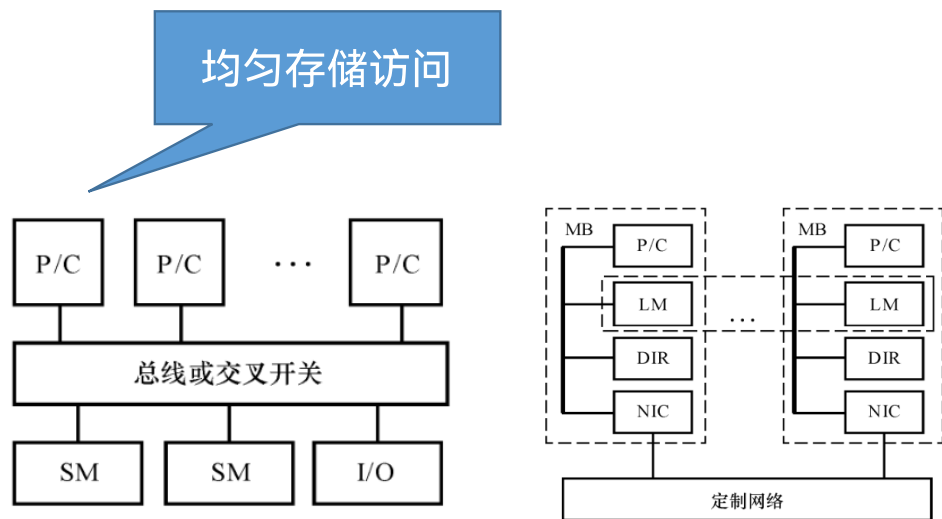 均匀存储访问
P/C
P/C
···
P/C
总线或交叉开关
SM
SM
I/O
MB
P/C
LM
DIR
NIC
...
MB
P/C
LM
DIR
NIC
定制网络